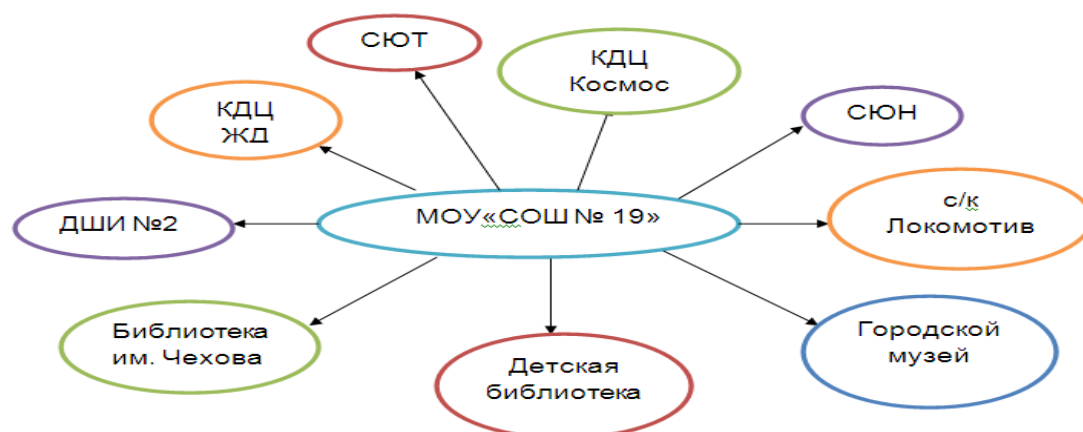 СЮТ
КДЦ
Космос
КДЦ
ЖД
СЮН
ДШИ №2
МОУ«СОШ № 19»
с/к
Локомотив
Библиотека
им. Чехова
Детская
библиотека
Городской
музей